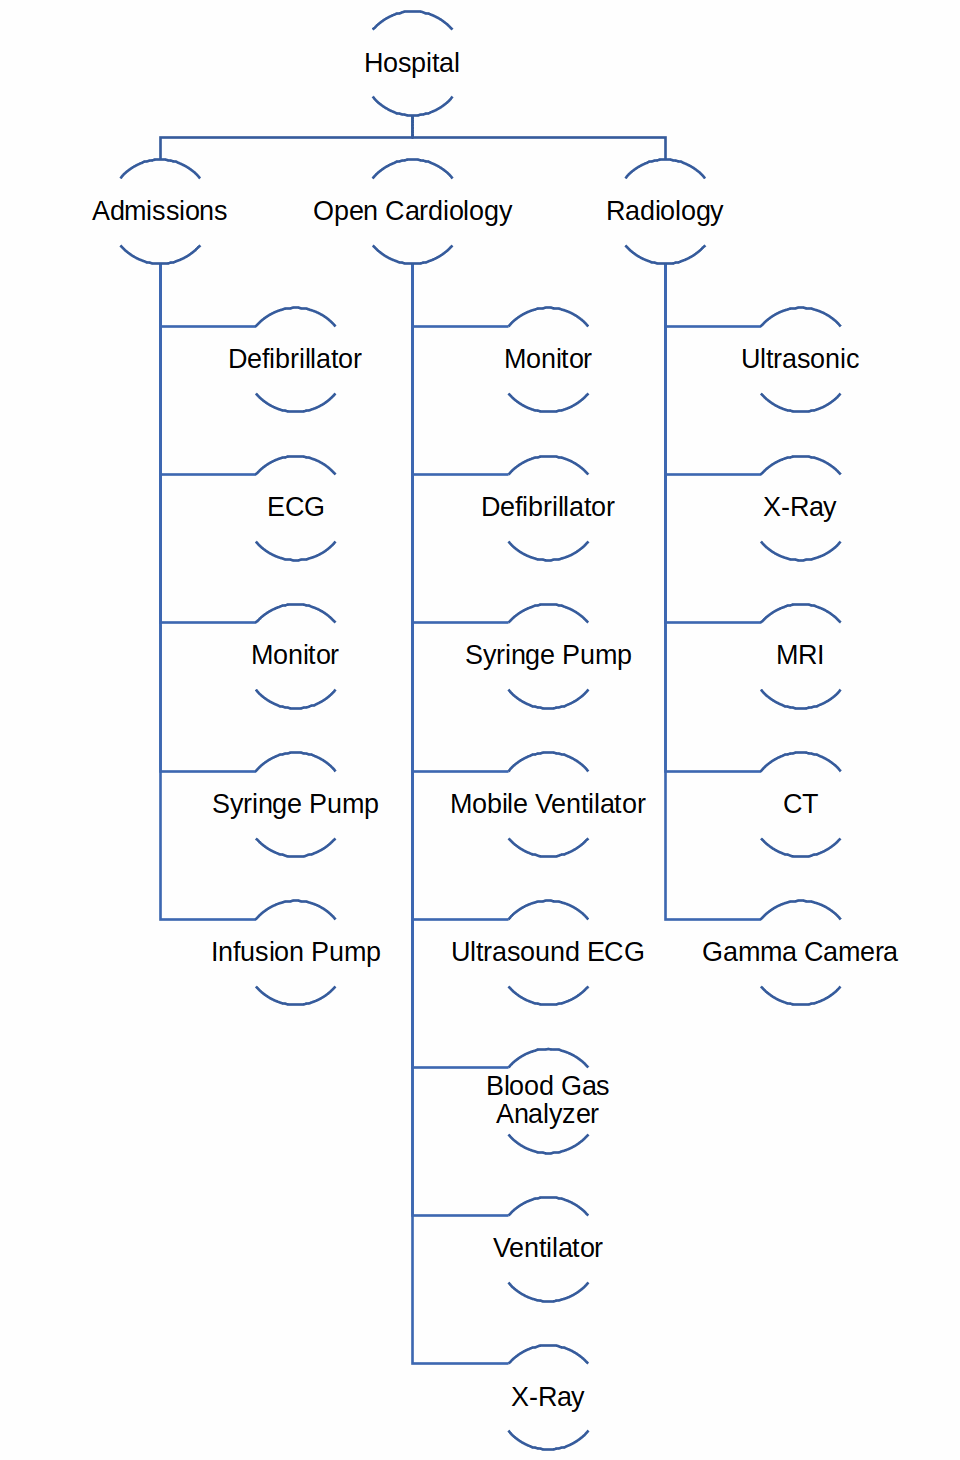 Hospital
Admissions
Open Cardiology
Radiology
Defibrillator
Monitor
Ultrasonic
ECG
Defibrillator
X-Ray
Monitor
Syringe Pump
MRI
Syringe Pump
Mobile Ventilator
CT
Infusion Pump
Ultrasound ECG
Gamma Camera
Blood Gas
Analyzer
Ventilator
X-Ray